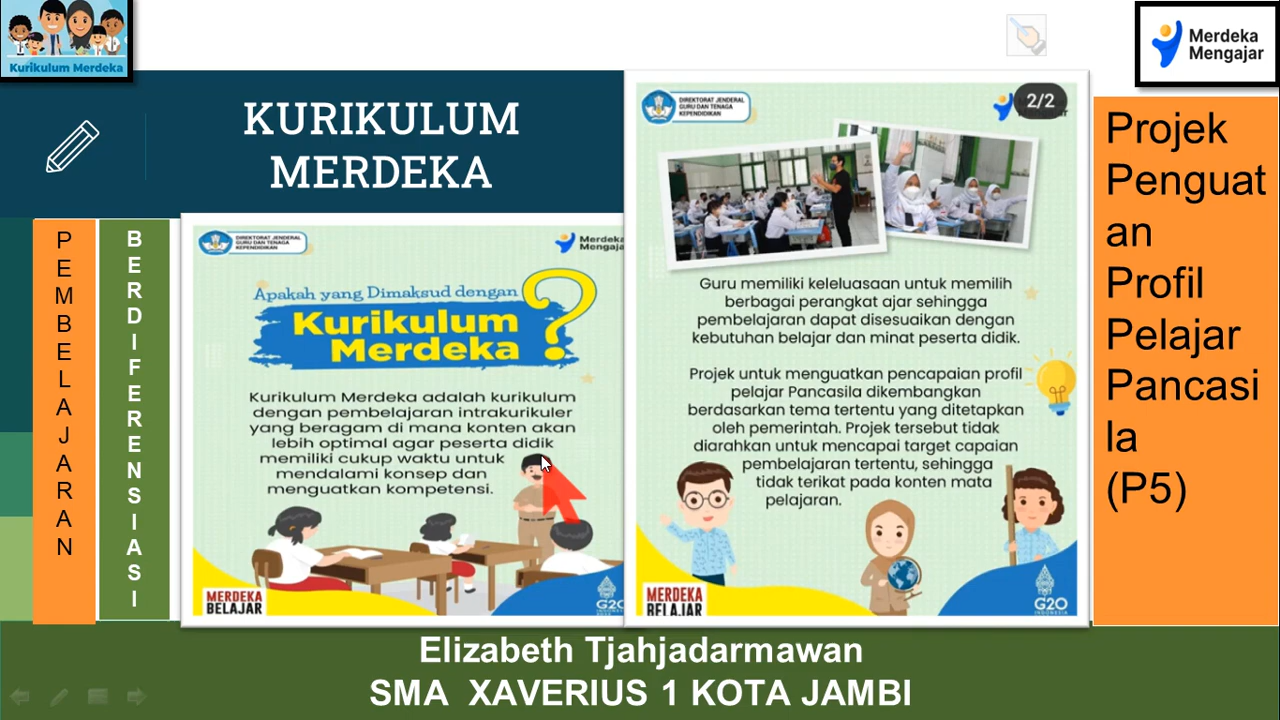 Kurikulum Merdeka
Merdeka
Mengajar
KURIKULUM
MERDEKA
PEMBELAJARAN
BERDIFERENSIASI
DIREKTORAT JENDERAL
GURU DAN TENAGA
KEPENDIDIKAN
Merdeka
Mengaja
Apakah yang Dimaksud dengan
Kurikulum
Merdeka
?
Kurikulum Merdeka adalah kurikulum
dengan pembelajaran intrakurikuler
yang beragam di mana konten akan
lebih optimal agar peserta didik
memiliki cukup waktu untuk
mendalami konsep dan
menguatkan kompetensi.
MERDEKA
BELAJAR
G20
DIREKTORAT JENDERAL
GURU DAN TENAGA
KEPENDIDIKAN
2/2
Guru memiliki keleluasaan untuk memilih
berbagai perangkat ajar sehingga
pembelajaran dapat disesuaikan dengan
kebutuhan belajar dan minat peserta didik.
Projek untuk menguatkan pencapaian profil
pelajar Pancasila dikembangkan
berdasarkan tema tertentu yang ditetapkan
oleh pemerintah. Projek tersebut tidak
diarahkan untuk mencapai target capaian
pembelajaran tertentu, sehingga
tidak terikat pada konten mata
pelajaran.
MERDEKA
BELAJAR
G20
INDONESIA
Projek
Penguat
an
Profil
Pelajar
Pancasi
la
(P5)
Elizabeth Tjahjadarmawan
SMA XAVERIUS 1 KOTA JAMBI